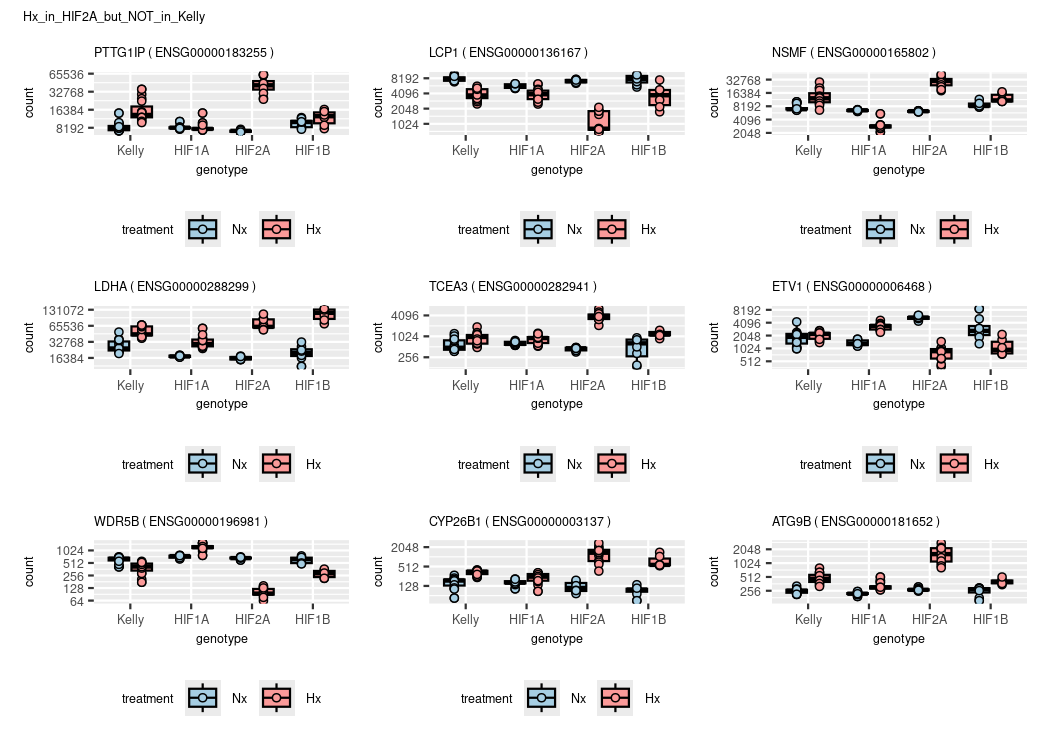 Hx_in_HIF2A_but_NOT_in_Kelly
PTTG1IP ( ENSG00000183255 )
count
65536
32768
16384
8192
Kelly HIF1A HIF2A HIF1B
genotype
treatment Nx Hx
LCP1 ( ENSG00000136167 )
count
8192
4096
2048
1024
Kelly HIF1A HIF2A HIF1B
genotype
treatment Nx Hx
NSMF ( ENSG00000165802 )
count
32768
16384
8192
4096
2048
Kelly HIF1A HIF2A HIF1B
genotype
treatment Nx Hx
LDHA ( ENSG00000288299 )
count
131072
65536
32768
16384
Kelly HIF1A HIF2A HIF1B
genotype
treatment Nx Hx
TCEA3 ( ENSG00000282941 )
count
4096
1024
256
Kelly HIF1A HIF2A HIF1B
genotype
treatment Nx Hx
ETV1 ( ENSG00000006468 )
count
8192
4096
2048
1024
512
Kelly HIF1A HIF2A HIF1B
genotype
treatment Nx Hx
WDR5B ( ENSG00000196981 )
count
1024
512
256
128
64
Kelly HIF1A HIF2A HIF1B
genotype
treatment Nx Hx
CYP26B1 ( ENSG00000003137 )
count
2048
512
128
Kelly HIF1A HIF2A HIF1B
genotype
treatment Nx Hx
ATG9B ( ENSG00000181652 )
count
2048
1024
512
256
Kelly HIF1A HIF2A HIF1B
genotype